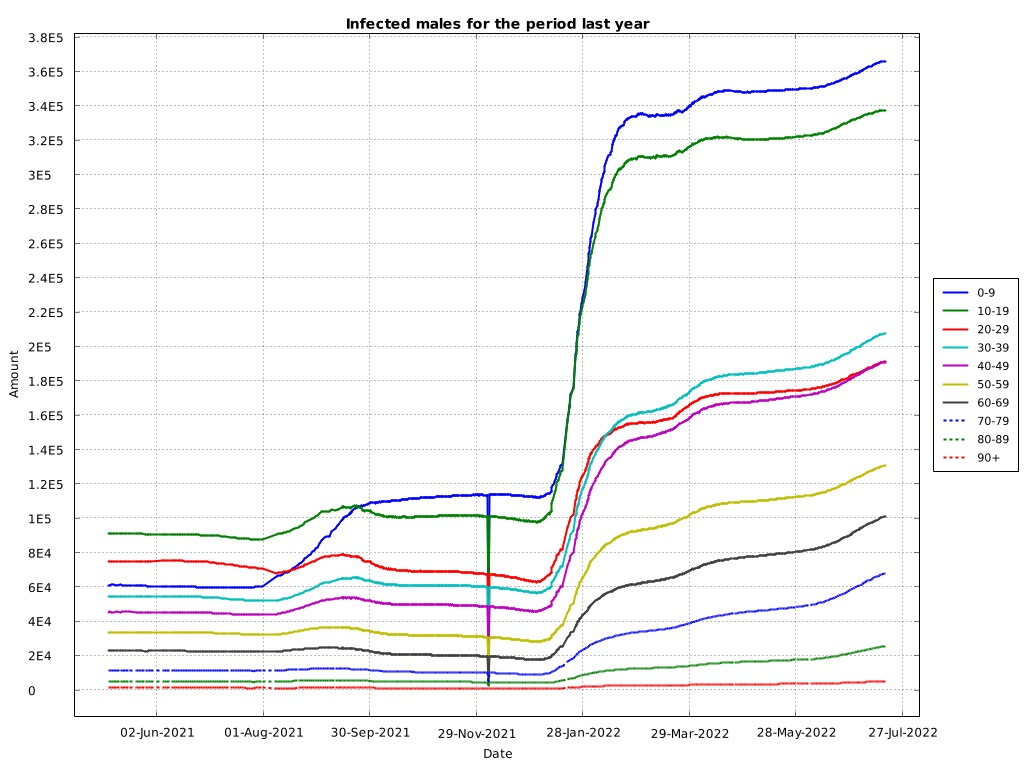 Infected males for the period last year
3.8E5
3.6E5
3.4E5
3.2E5
3E5
2.8E5
2.6E5
2.4E5
2.2E5
2E5
1.8E5
1.6E5
1.4E5
1.2E5
1E5
8E4
6E4
4E4
2E4
0
Amount
02-Jun-2021 01-Aug-2021 30-Sep-2021 29-Nov-2021 28-Jan-2022 29-Mar-2022 28-May-2022 27-Jul-2022
Date
0-9
10-19
20-29
30-39
40-49
50-59
60-69
70-79
80-89
90+